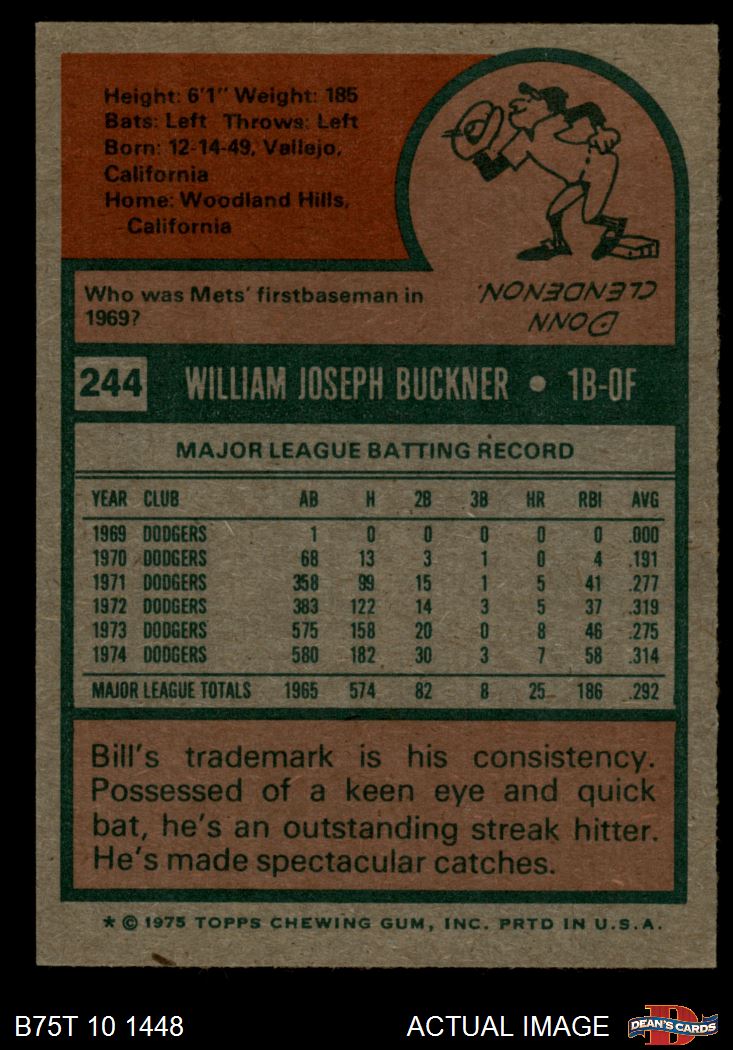 Height: 6'1" Weight: 185
Bats: Left Throws: Left
Born: 12-14-49, Vallejo,
California
Home: Woodland Hills,
California
Who was Mets' firstbaseman in
1969?
DONN
CLENDENON.
244 WILLIAM JOSEPH BUCKNER • 1B-OF
MAJOR LEAGUE BATTING RECORD
YEAR CLUB AB H 2B 3B HR RBI AVG
1969 DODGERS 1 0 0 0 0 0 .000
1970 DODGERS 68 13 3 1 0 4 .191
1971 DODGERS 358 99 15 1 5 41 .277
1972 DODGERS 383 122 14 3 5 37 .319
1973 DODGERS 575 158 20 0 8 46 .275
1974 DODGERS 580 182 30 3 7 58 .314
MAJOR LEAGUE TOTALS 1965 574 82 8 25 186 .292
Bill's trademark is his consistency.
Possessed of a keen eye and quick
bat, he's an outstanding streak hitter.
He's made spectacular catches.
* © 1975 TOPPS CHEWING GUM, INC. PRTD IN U.S.A.
B75T 10 1448 ACTUAL IMAGE DEAN'S CARDS